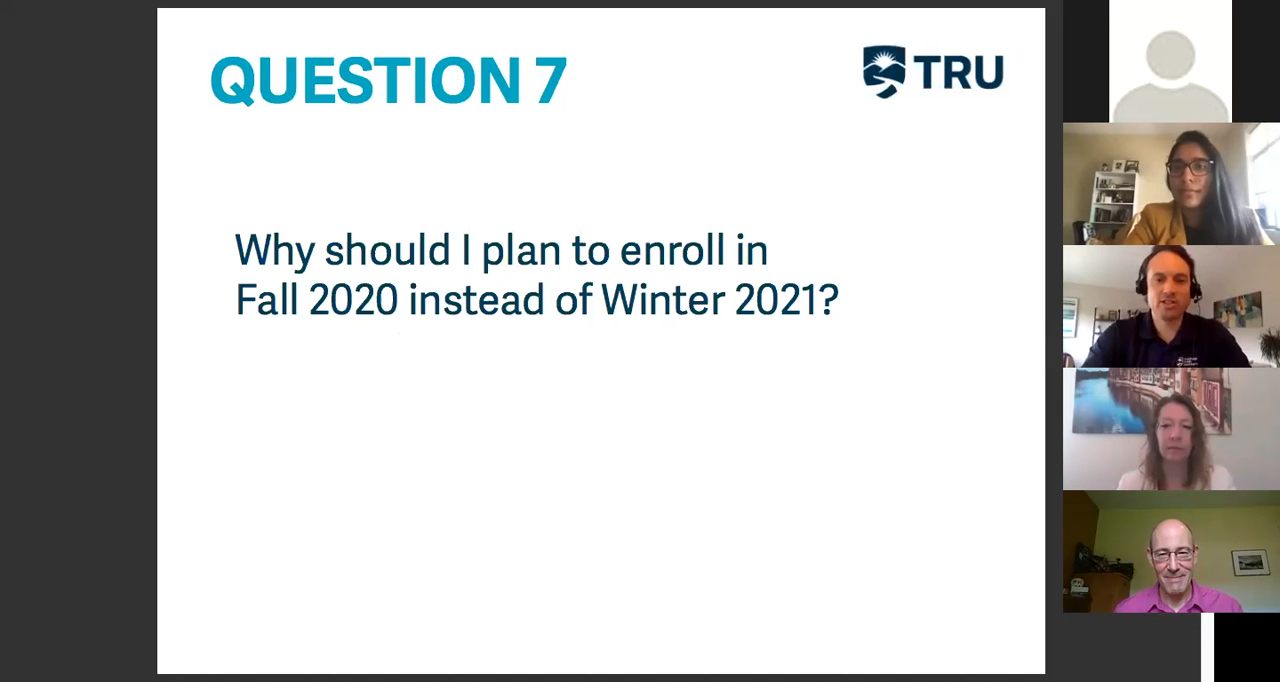 QUESTION 7
TRU
Why should I plan to enroll in
Fall 2020 instead of Winter 2021?